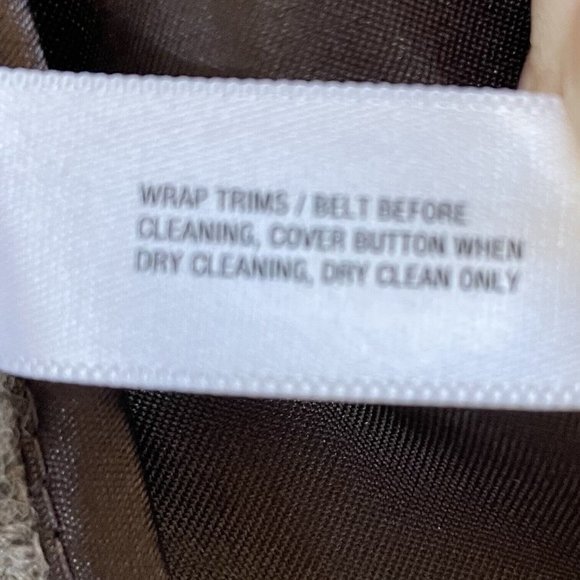 WRAP TRIMS / BELT BEFORE
CLEANING, COVER BUTTON WHEN
DRY CLEANING, DRY CLEAN ONLY